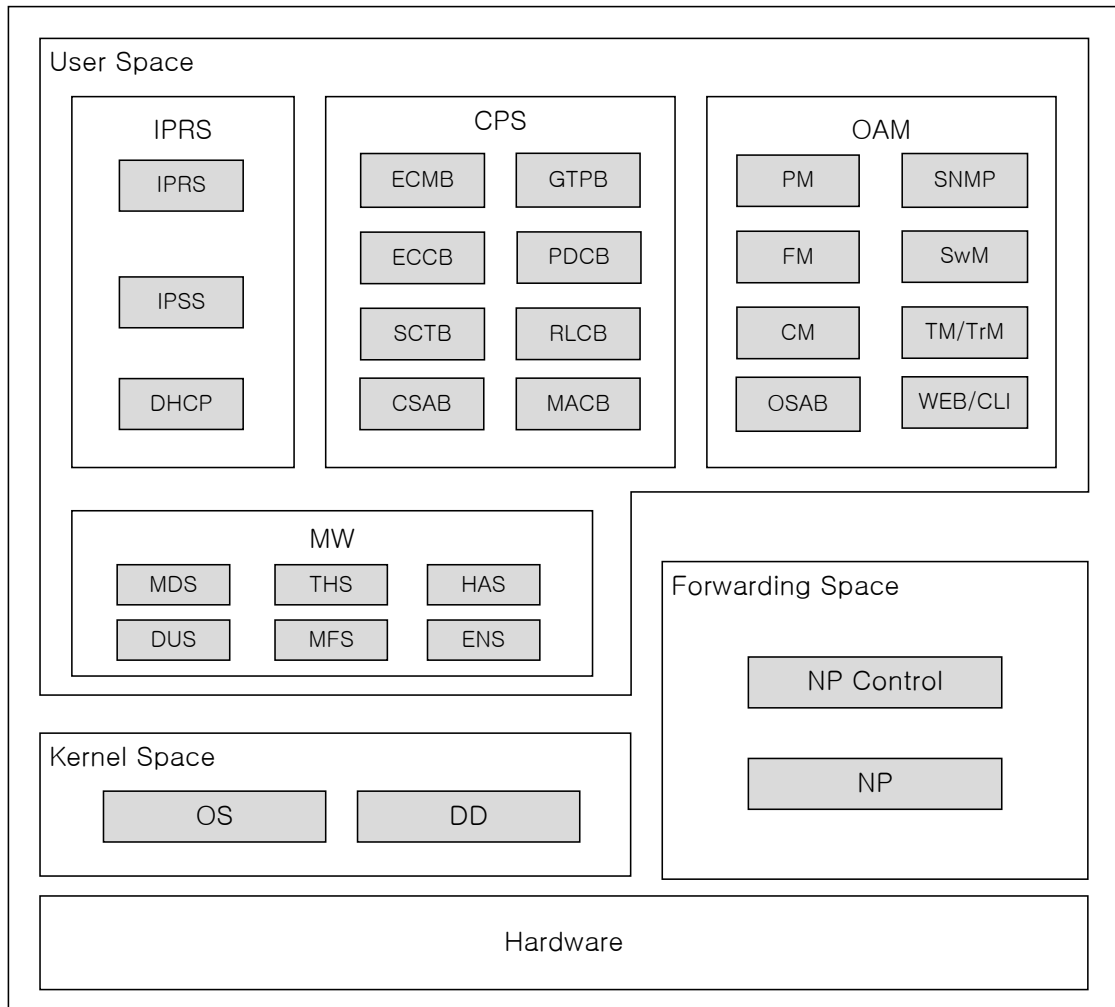 User Space
IPRS
IPRS
IPSS
DHCP
CPS
ECMB GTPB
ECCB PDCB
SCTB RLCB
CSAB MACB
OAM
PM SNMP
FM SwM
CM TM/TrM
OSAB WEB/CLI
MW
MDS THS HAS
DUS MFS ENS
Forwarding Space
NP Control
NP
Kernel Space
OS DD
Hardware